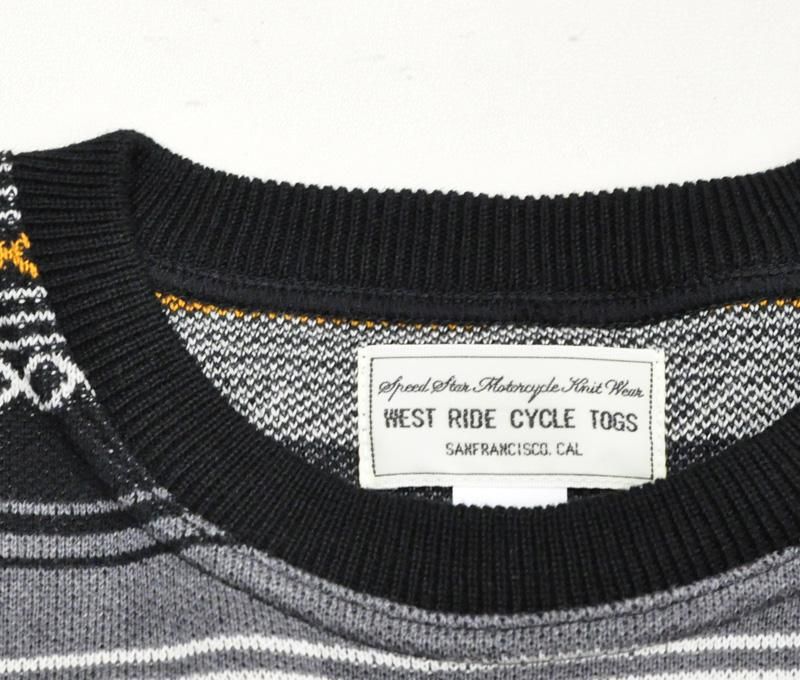 Speed Star Motorcycle Knit Wear
WEST RIDE CYCLE TOGS
SANFRANCISCO. CAL